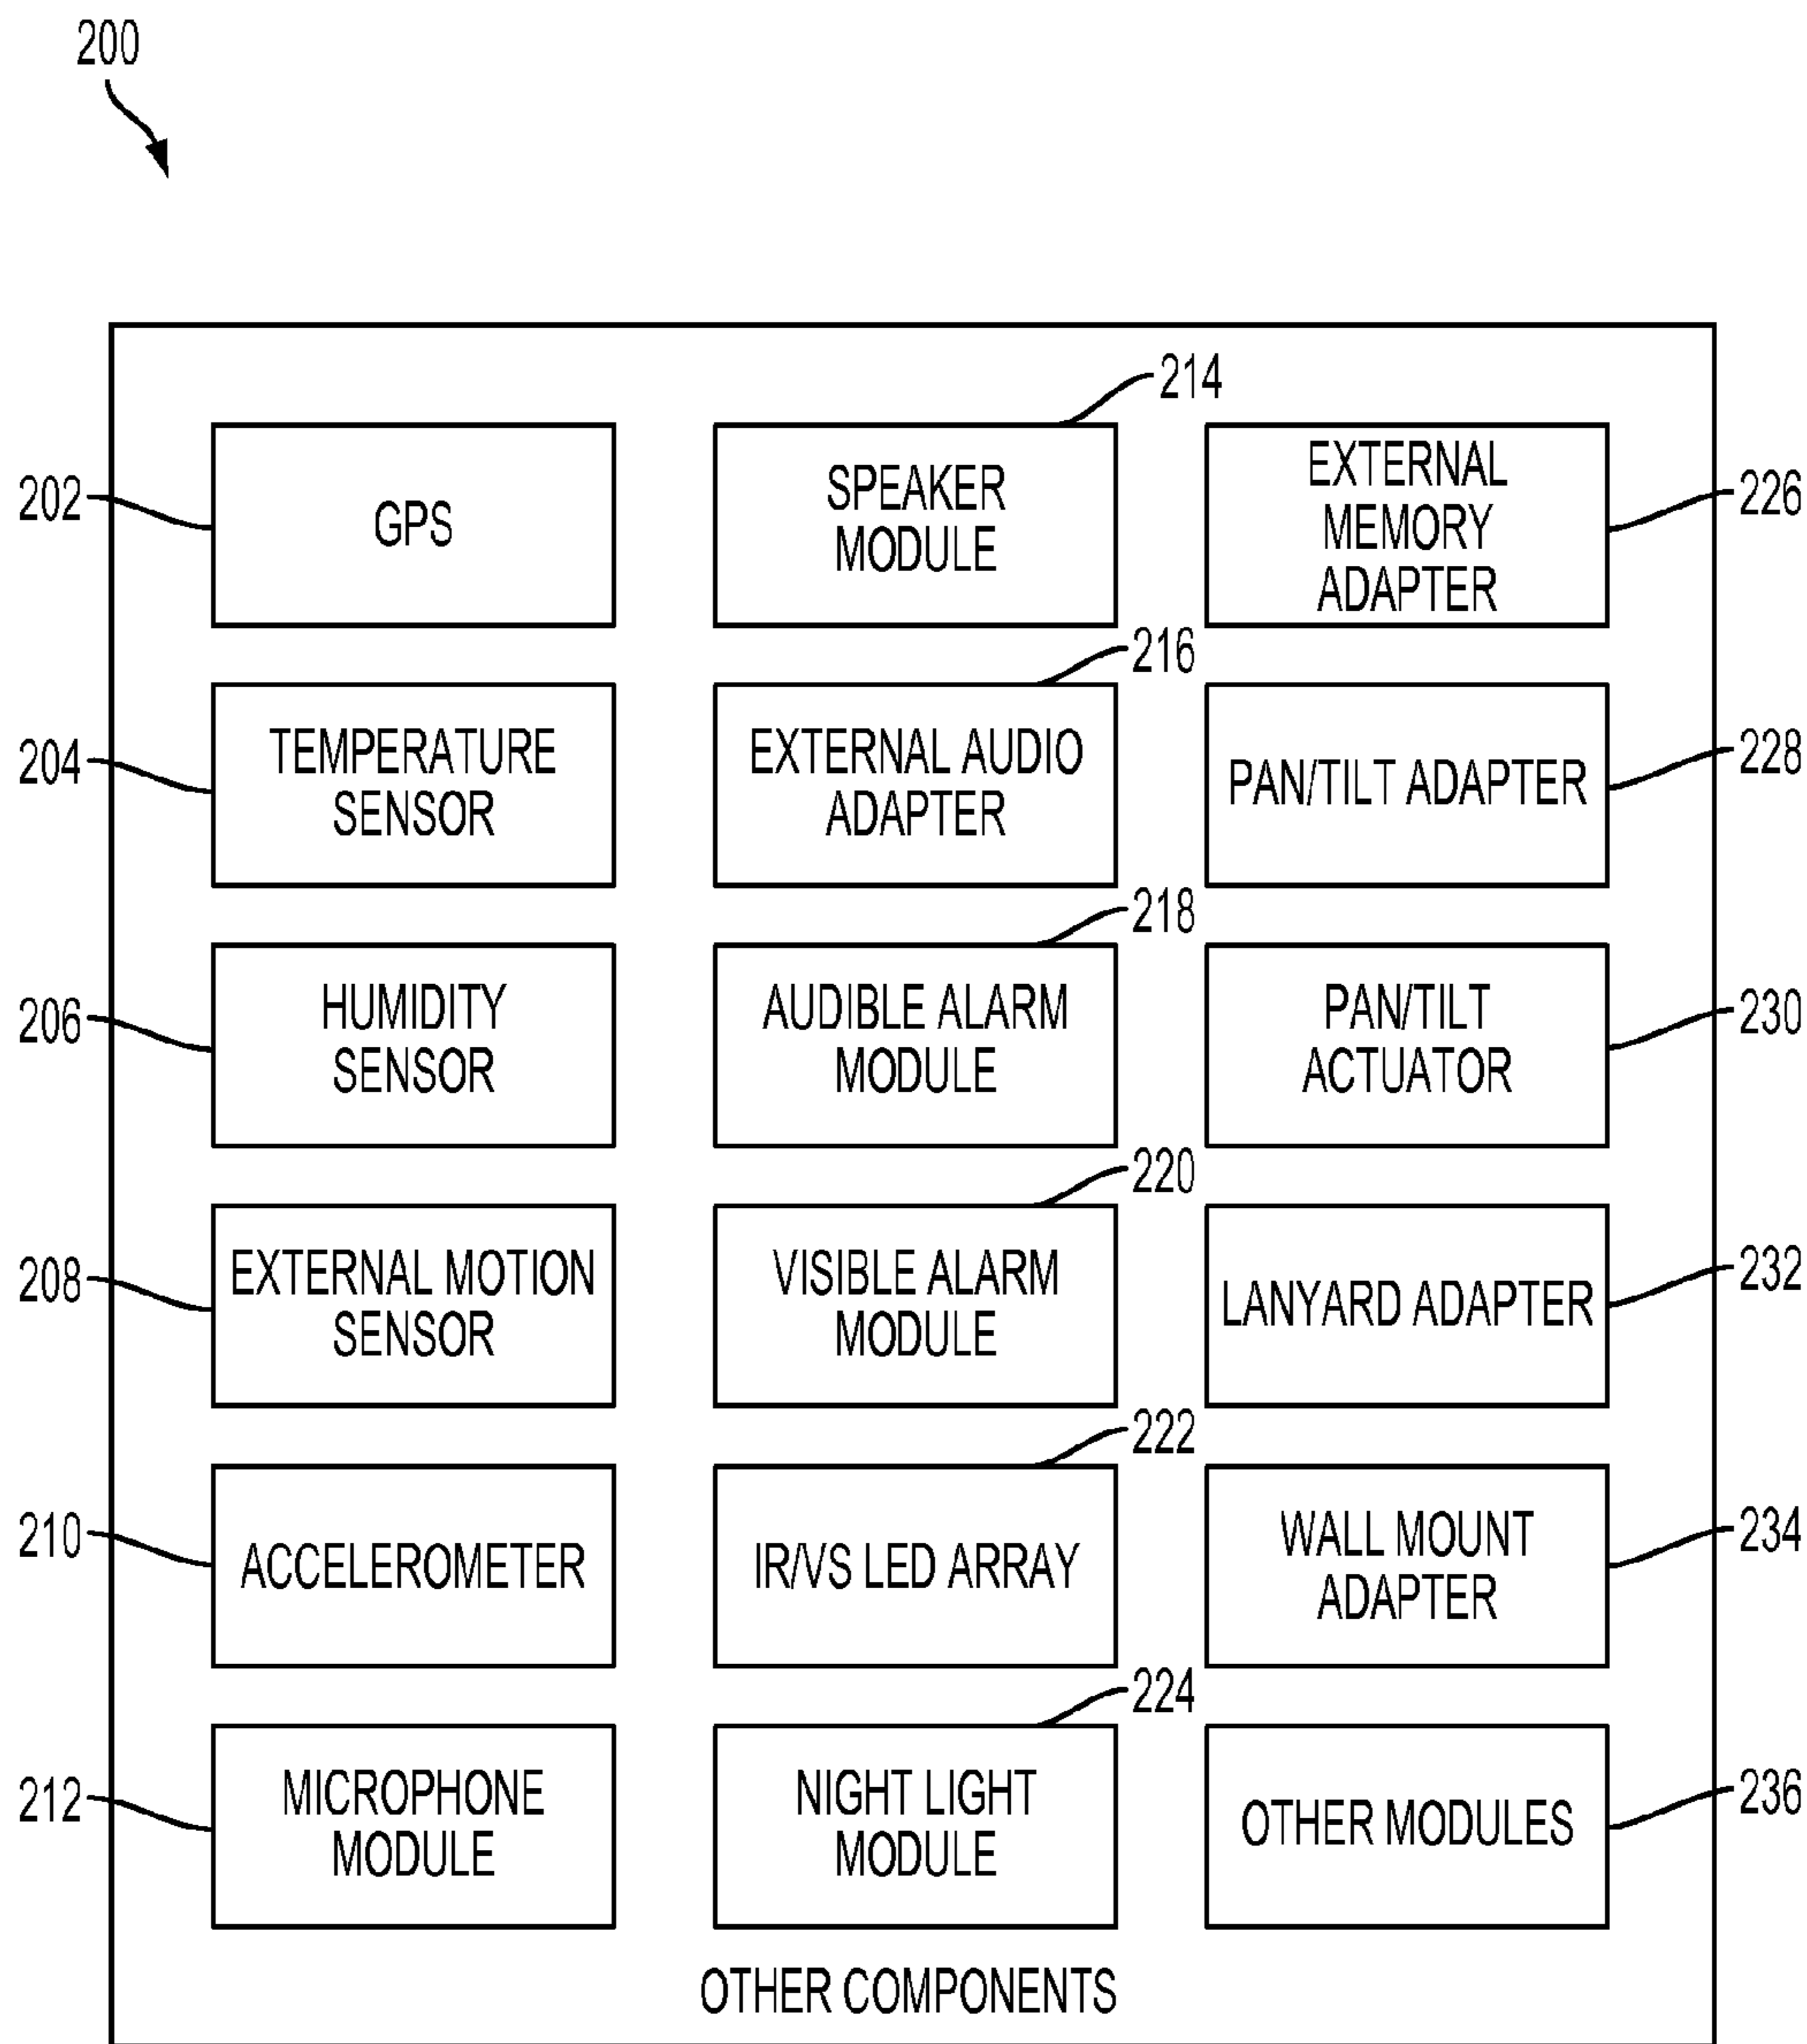 200
214
202
GPS
SPEAKER
MODULE
EXTERNAL
MEMORY
ADAPTER
226
216
204
TEMPERATURE
SENSOR
EXTERNAL AUDIO
ADAPTER
PAN/TILT ADAPTER
228
218
206
HUMIDITY
SENSOR
AUDIBLE ALARM
MODULE
PAN/TILT
ACTUATOR
230
220
208
EXTERNAL MOTION
SENSOR
VISIBLE ALARM
MODULE
LANYARD ADAPTER
232
222
210
ACCELEROMETER
IR/VS LED ARRAY
WALL MOUNT
ADAPTER
234
224
212
MICROPHONE
MODULE
NIGHT LIGHT
MODULE
OTHER MODULES
236
OTHER COMPONENTS